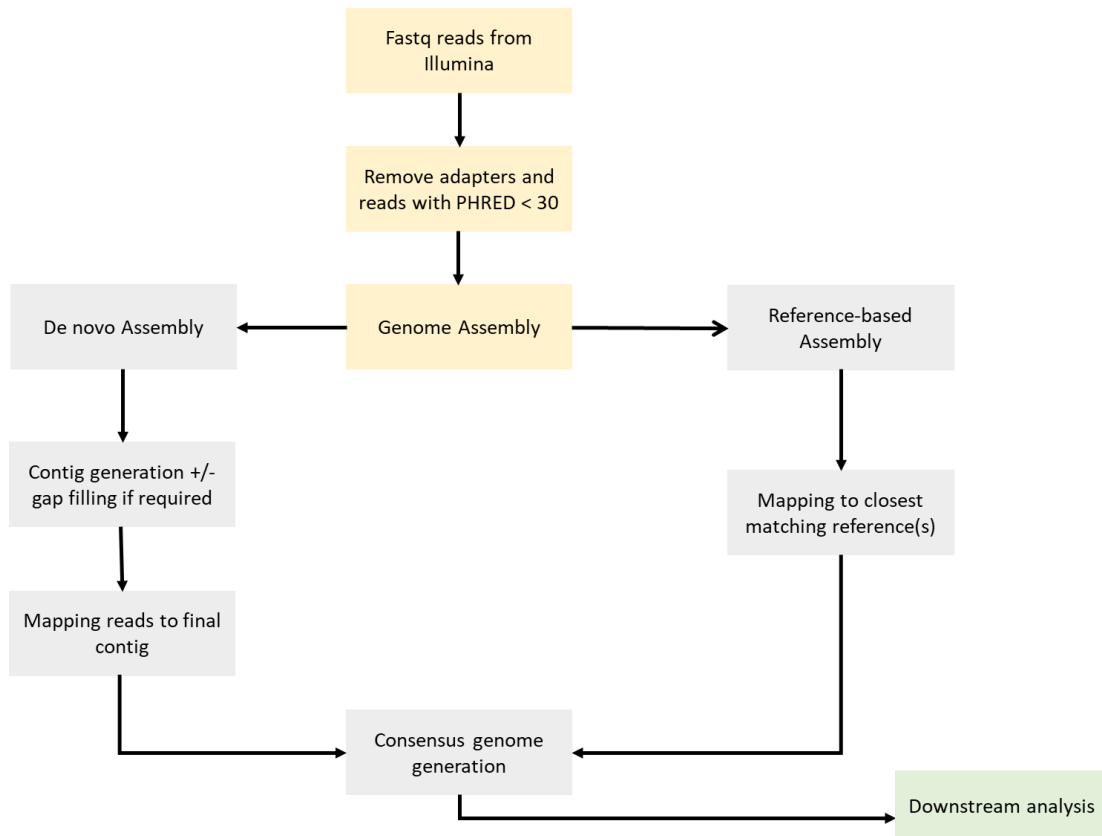 Fastq reads from
Illumina
Remove adapters and
reads with PHRED < 30
De novo Assembly
Genome Assembly
Reference-based
Assembly
Contig generation +/-
gap filling if required
Mapping to closest
matching reference(s)
Mapping reads to final
contig
Consensus genome
generation
Downstream analysis